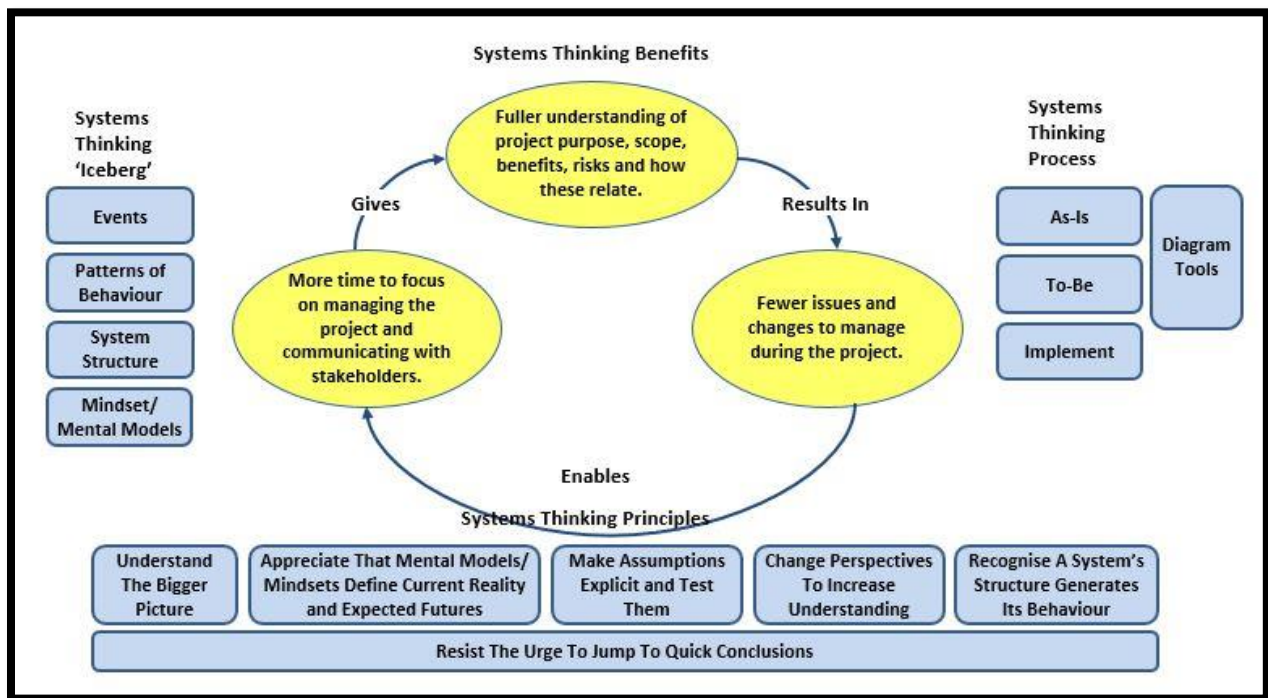 Systems Thinking Benefits
Systems
Thinking
‘Iceberg’
Events
Patterns of
Behaviour
System
Structure
Mindset/
Mental Models
Fuller understanding of
project purpose, scope,
benefits, risks and how
these relate.
Gives
Results In
More time to focus
on managing the
project and
communicating with
stakeholders.
Fewer issues and
changes to manage
during the project.
Systems
Thinking
Process
As-Is
To-Be
Implement
Diagram
Tools
Enables
Systems Thinking Principles
Understand
The Bigger
Picture
Appreciate That Mental Models/
Mindsets Define Current Reality
and Expected Futures
Make Assumptions
Explicit and Test
Them
Change Perspectives
To Increase
Understanding
Recognise A System’s
Structure Generates
Its Behaviour
Resist The Urge To Jump To Quick Conclusions